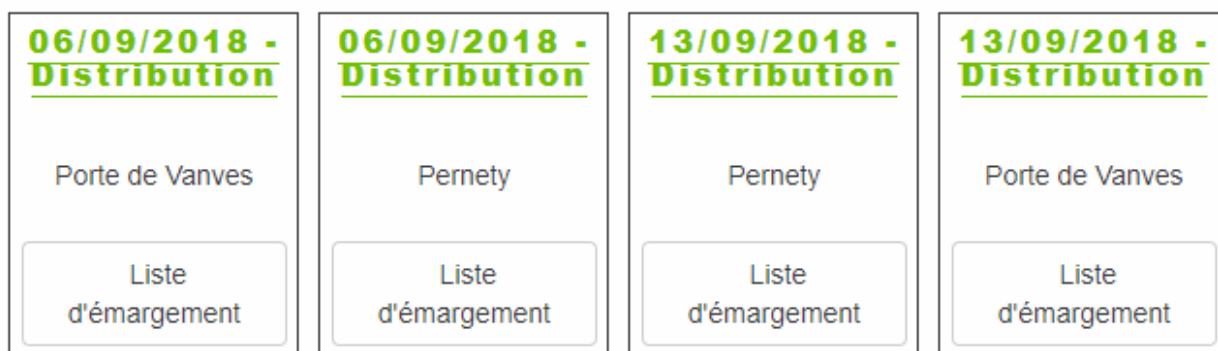 06/09/2018 -
Distribution
Porte de Vanves
Liste
d'émargement
06/09/2018 -
Distribution
Pernety
Liste
d'émargement
13/09/2018 -
Distribution
Pernety
Liste
d'émargement
13/09/2018 -
Distribution
Porte de Vanves
Liste
d'émargement